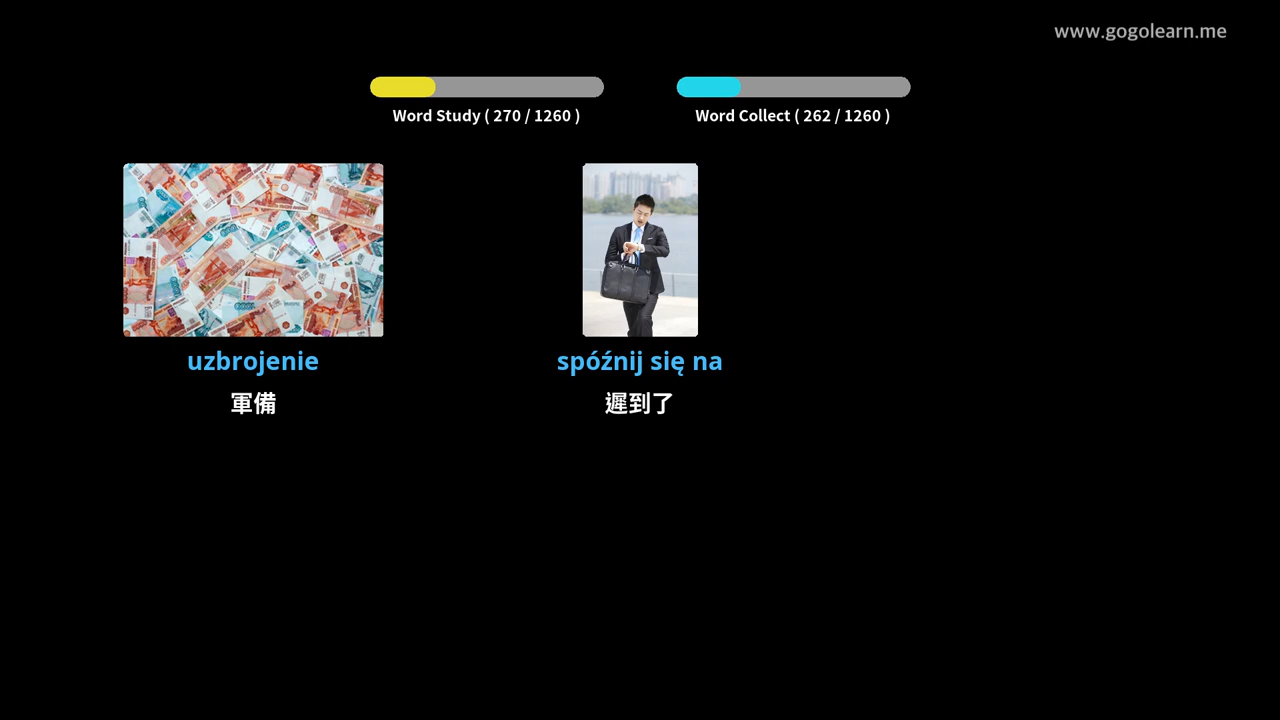 www.gogolearn.me
Word Study ( 270 / 1260 )
Word Collect ( 262 / 1260 )
uzbrojenie
軍備
spóźnij się na
遲到了